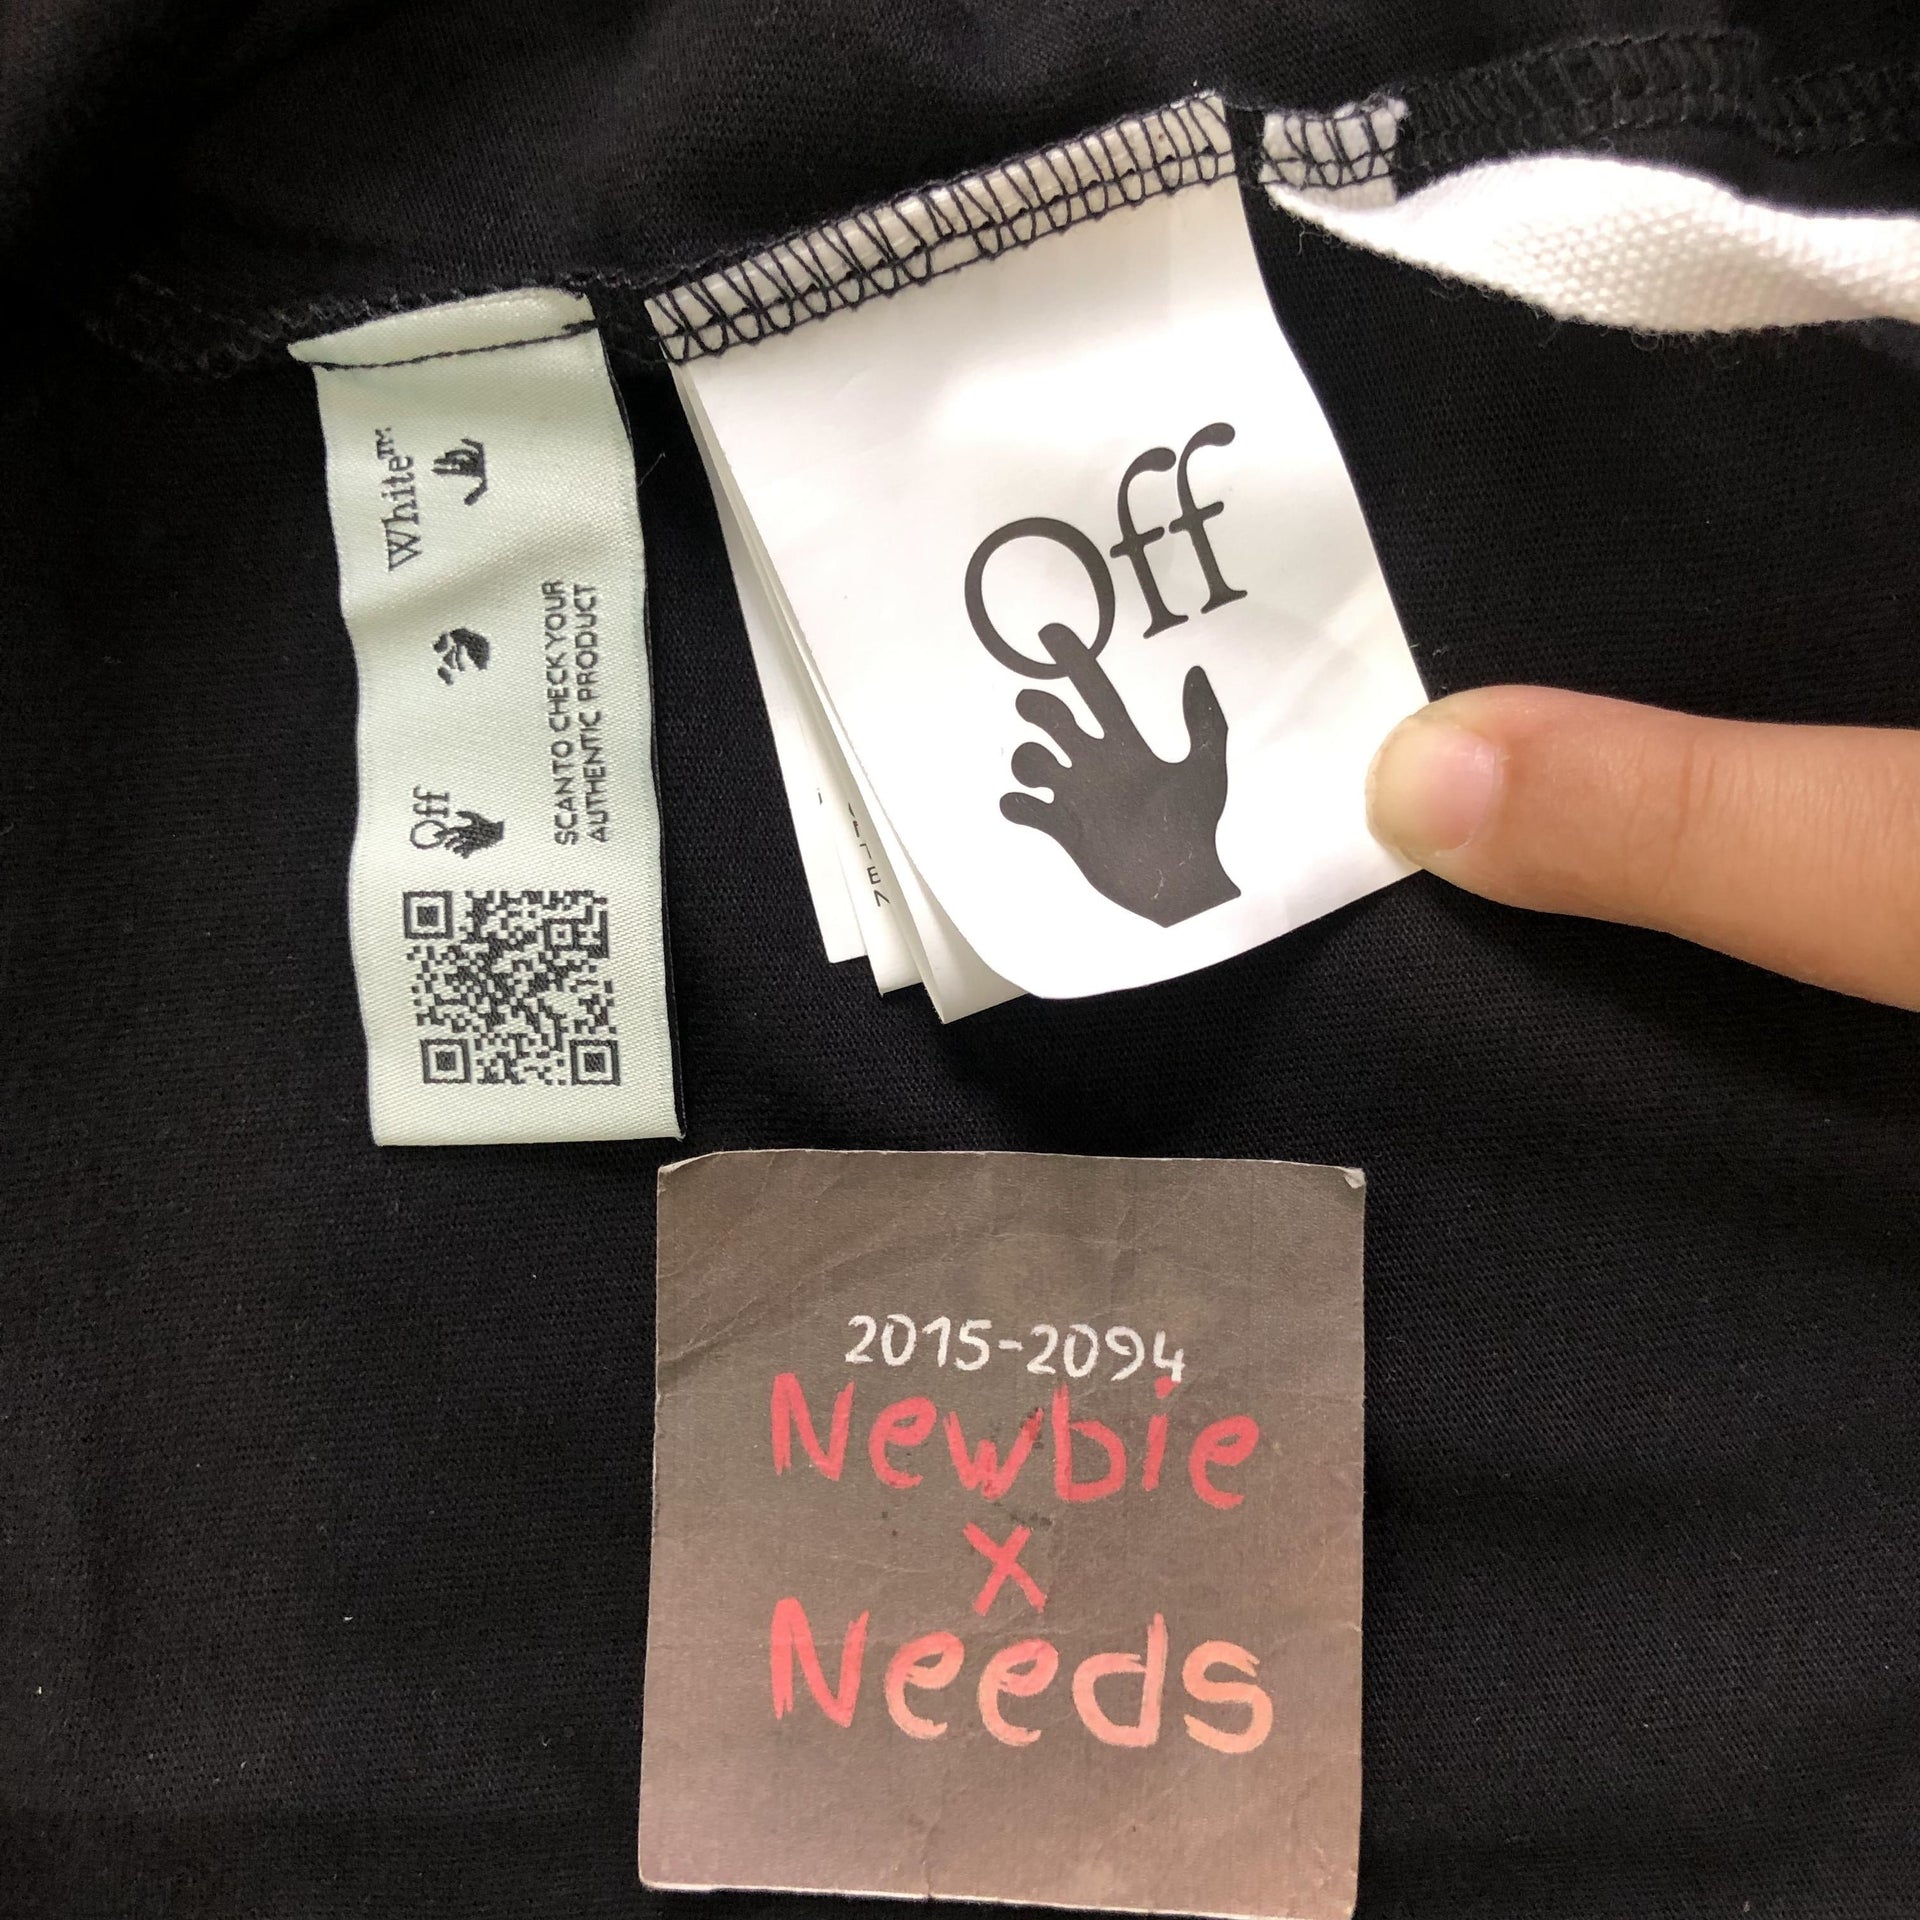 White™
Off
SCAN TO CHECK YOUR
AUTHENTIC PRODUCT
Off
2015-2094
Newbie
x
Needs